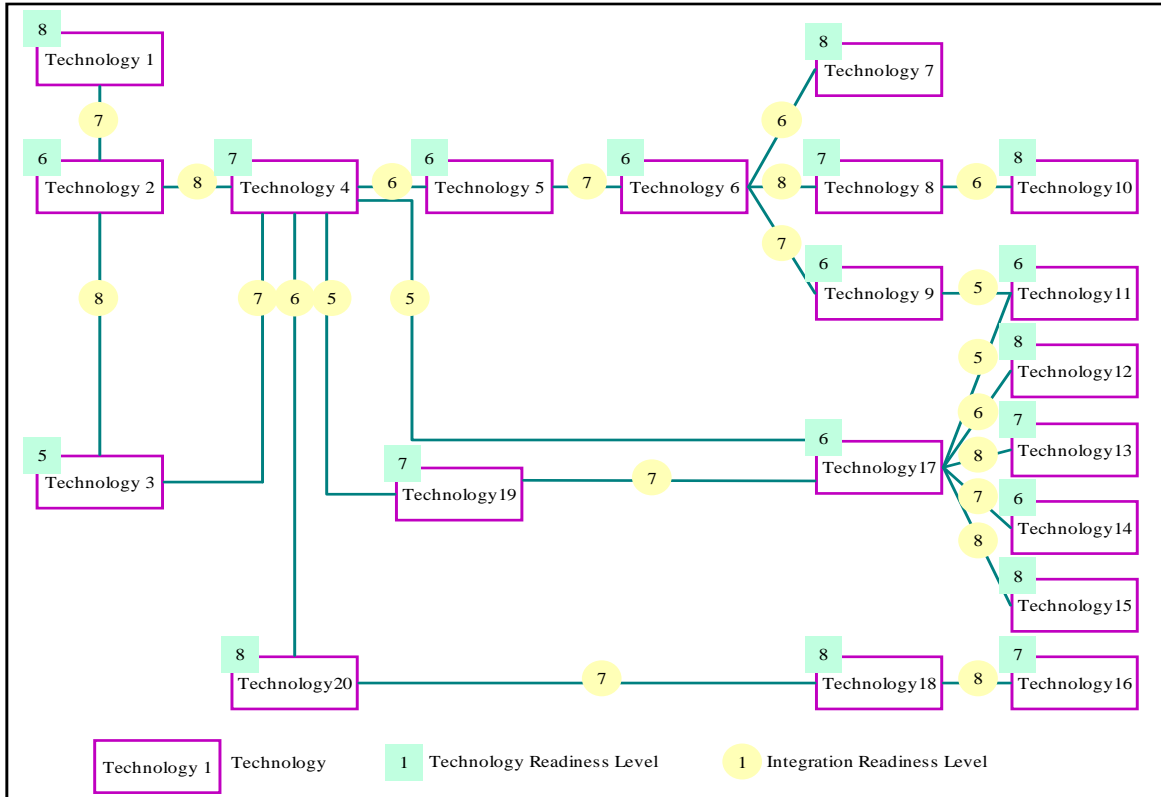 8
Technology 1
7
6
Technology 2
8
7
Technology 4
6
6
Technology 5
7
6
Technology 6
6
8
Technology 7
8
7
Technology 8
6
8
Technology10
7
6
Technology 9
5
6
Technology11
8
7
6
5
5
5
8
Technology12
6
7
Technology13
8
6
Technology14
7
8
Technology15
8
5
Technology 3
7
Technology19
7
6
Technology17
8
Technology20
7
8
Technology18
8
7
Technology16
Technology 1
Technology
1
Technology Readiness Level
1
Integration Readiness Level